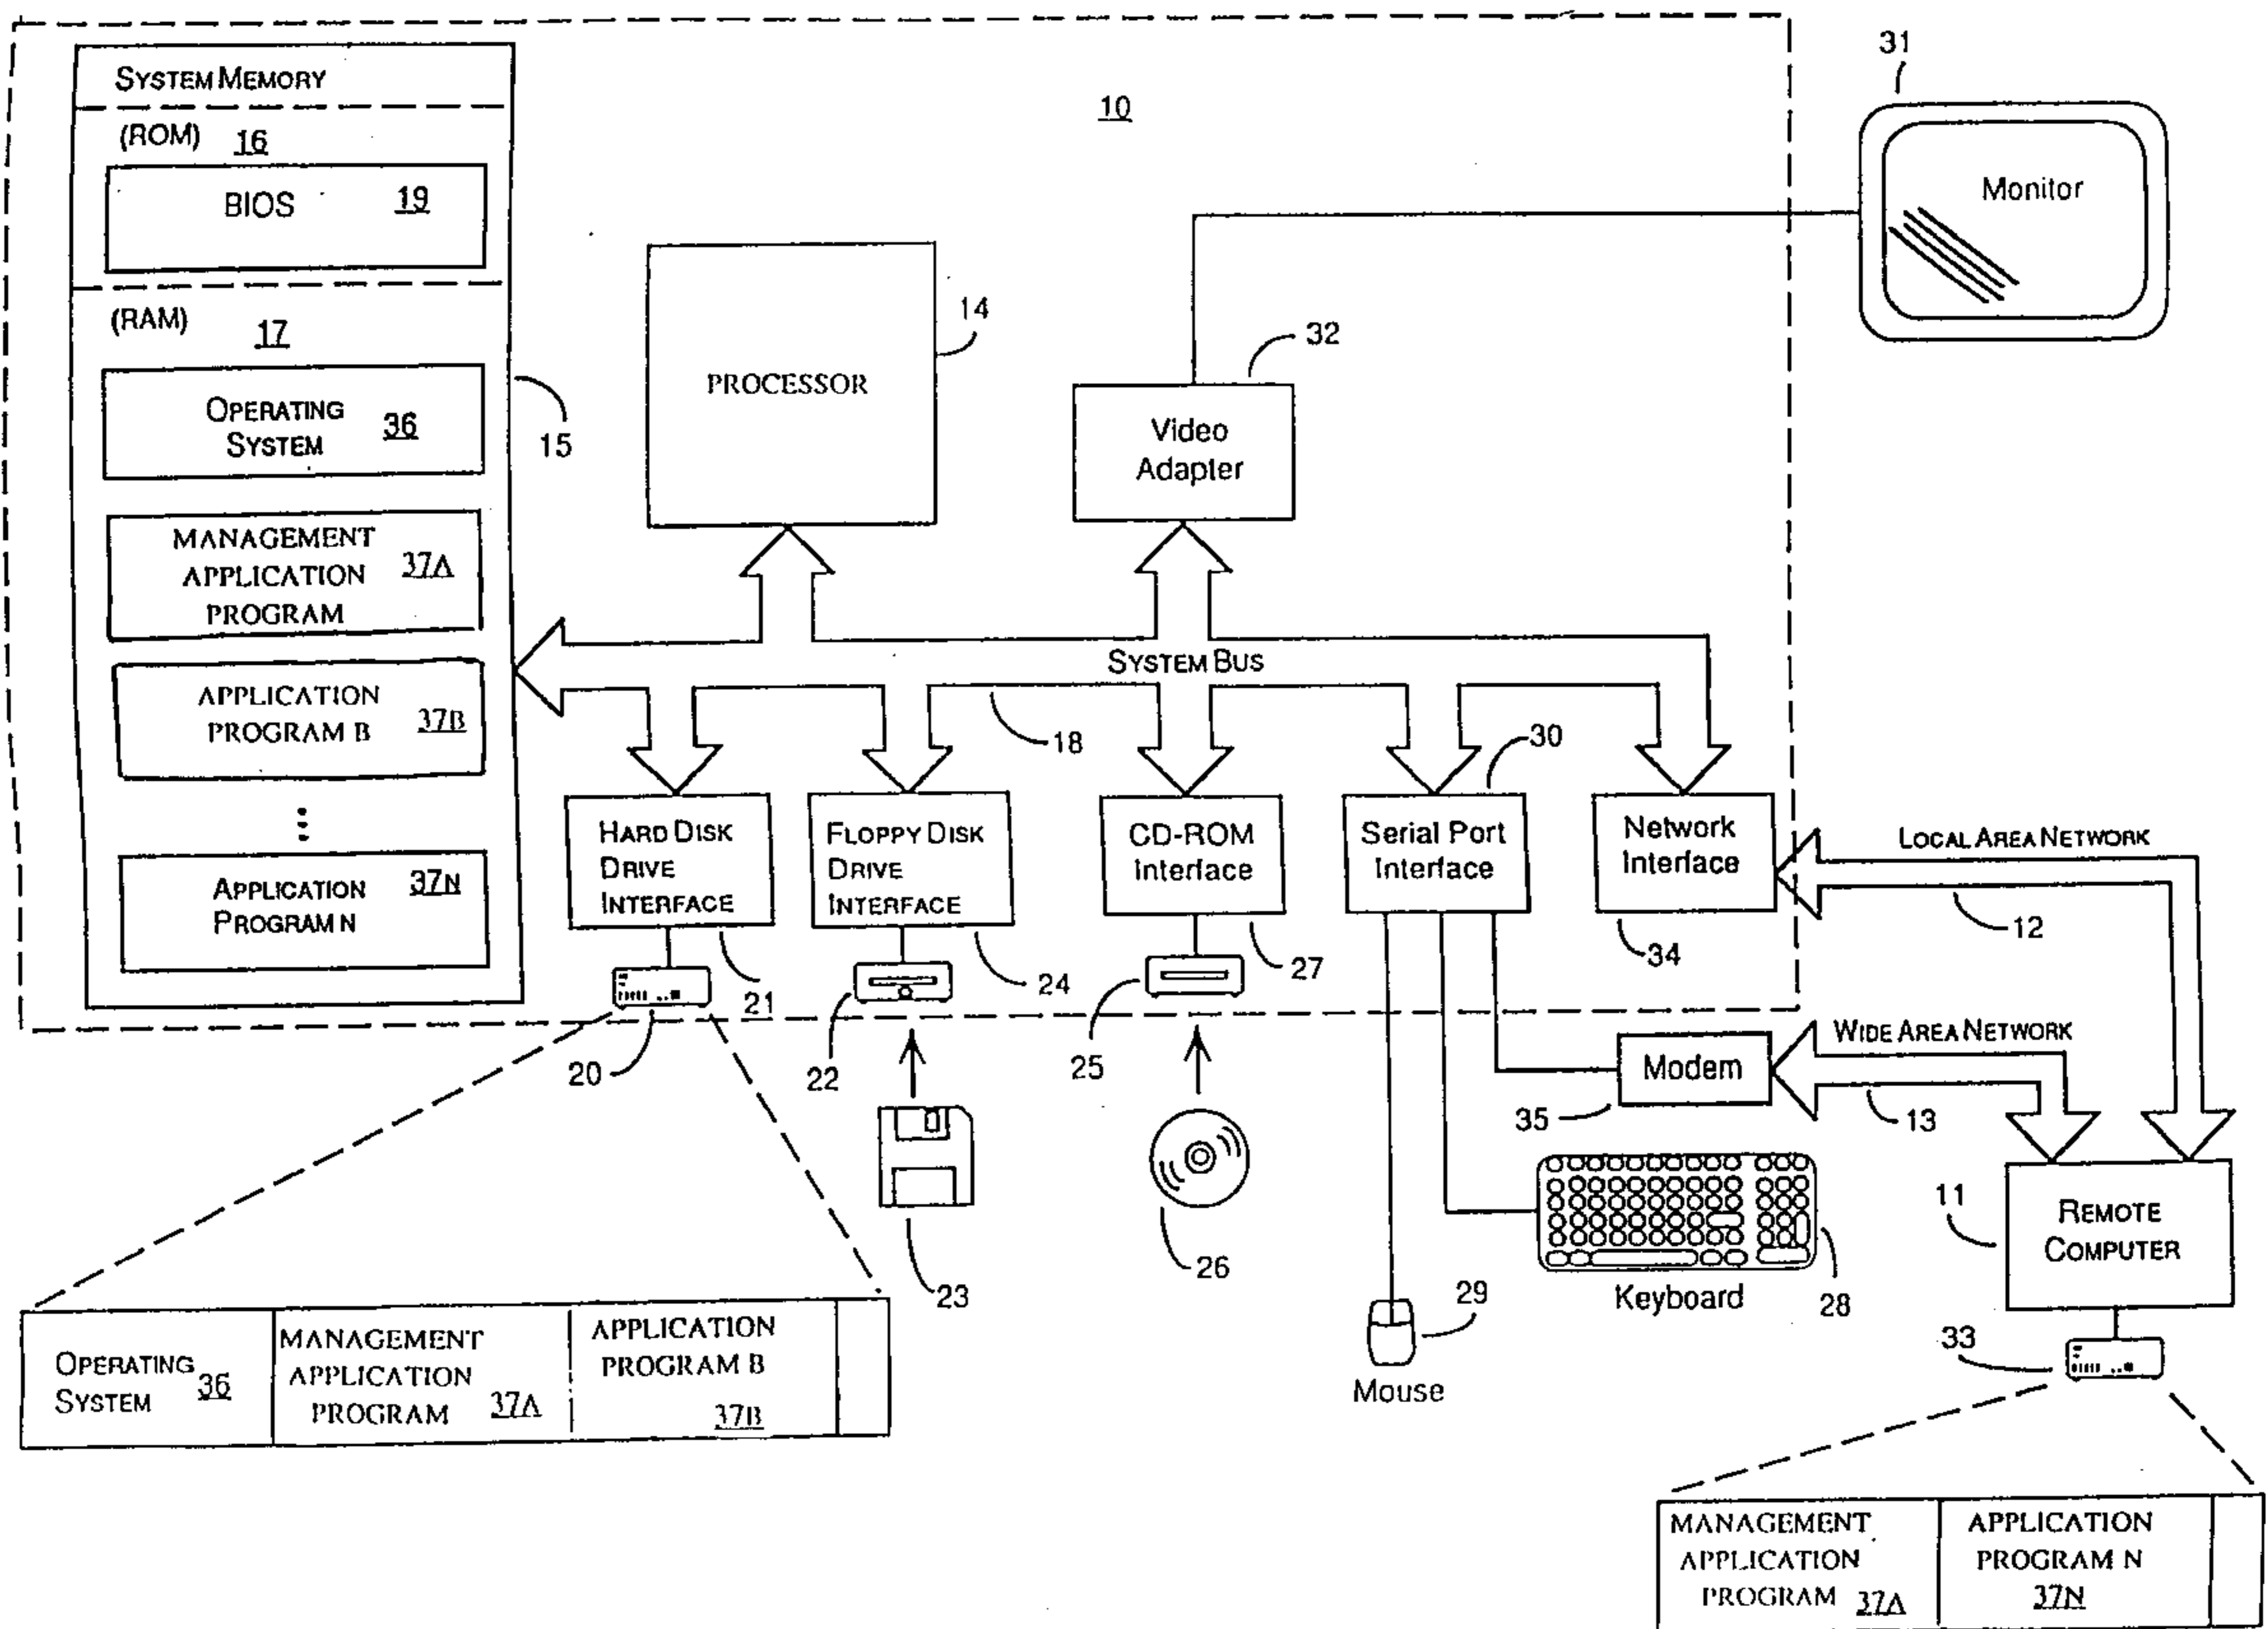 SYSTEM MEMORY
(ROM) 16
BIOS 19
(RAM) 17
OPERATING
SYSTEM 36
15
MANAGEMENT
APPLICATION 37A
PROGRAM
APPLICATION
PROGRAM B 37B
APPLICATION 37N
PROGRAM N
10
PROCESSOR
14
32
Video
Adapter
31
Monitor
SYSTEM BUS
18
30
HARD DISK
DRIVE
INTERFACE
21
20
FLOPPY DISK
DRIVE
INTERFACE
24
22
23
CD-ROM
Interface
27
25
26
Serial Port
Interface
Network
Interface
34
LOCAL AREA NETWORK
12
WIDE AREA NETWORK
13
Modem
35
Keyboard
28
29
Mouse
11
REMOTE
COMPUTER
33
OPERATING
SYSTEM 36
MANAGEMENT
APPLICATION
PROGRAM 37A
APPLICATION
PROGRAM B
37B
MANAGEMENT
APPLICATION
PROGRAM 37A
APPLICATION
PROGRAM N
37N